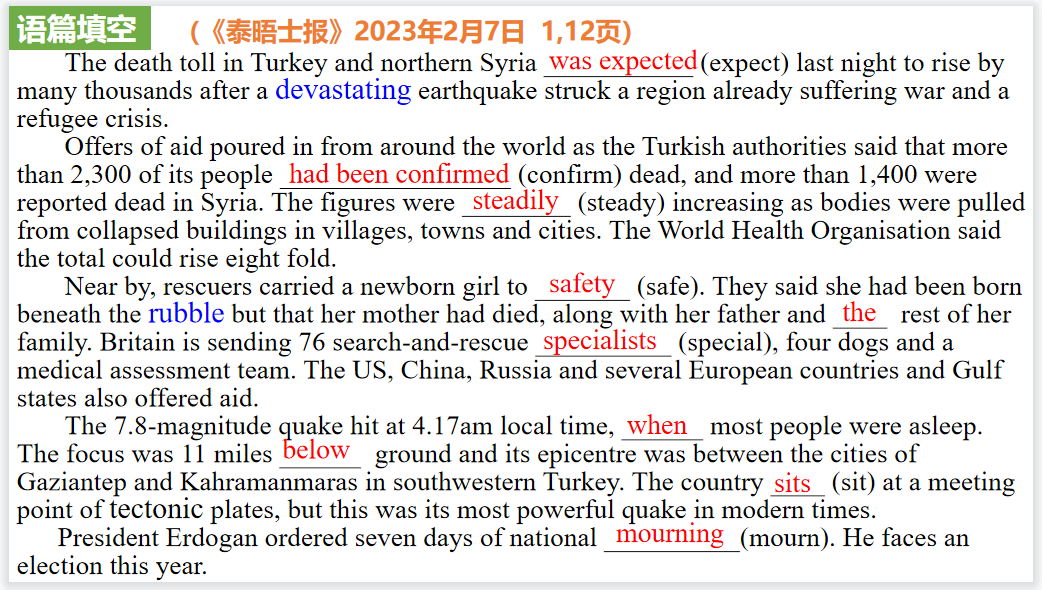 语篇填空 (《泰晤士报》2023年2月7日 1,12页)
The death toll in Turkey and northern Syria was expected (expect) last night to rise by
many thousands after a devastating earthquake struck a region already suffering war and a
refugee crisis.
Offers of aid poured in from around the world as the Turkish authorities said that more
than 2,300 of its people had been confirmed (confirm) dead, and more than 1,400 were
reported dead in Syria. The figures were steadily (steady) increasing as bodies were pulled
from collapsed buildings in villages, towns and cities. The World Health Organisation said
the total could rise eight fold.
Near by, rescuers carried a newborn girl to safety (safe). They said she had been born
beneath the rubble but that her mother had died, along with her father and the rest of her
family. Britain is sending 76 search-and-rescue specialists (special), four dogs and a
medical assessment team. The US, China, Russia and several European countries and Gulf
states also offered aid.
The 7.8-magnitude quake hit at 4.17am local time, when most people were asleep.
The focus was 11 miles below ground and its epicentre was between the cities of
Gaziantep and Kahramanmaras in southwestern Turkey. The country sits (sit) at a meeting
point of tectonic plates, but this was its most powerful quake in modern times.
President Erdogan ordered seven days of national mourning (mourn). He faces an
election this year.